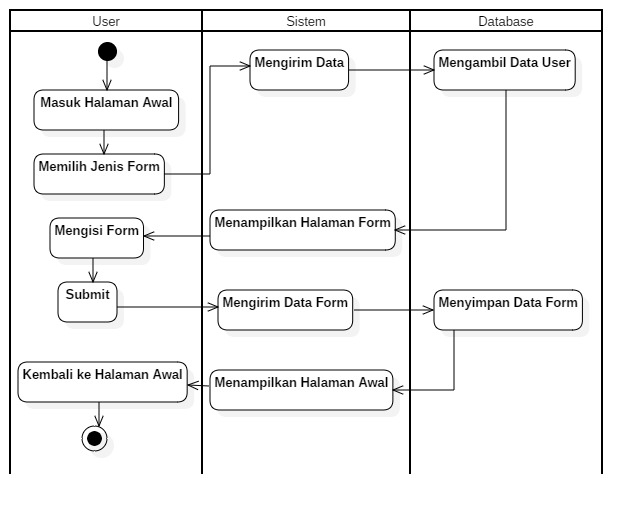 User
Sistem
Database
Masuk Halaman Awal
Memilih Jenis Form
Mengirim Data
Mengambil Data User
Menampilkan Halaman Form
Mengisi Form
Submit
Mengirim Data Form
Menyimpan Data Form
Menampilkan Halaman Awal
Kembali ke Halaman Awal